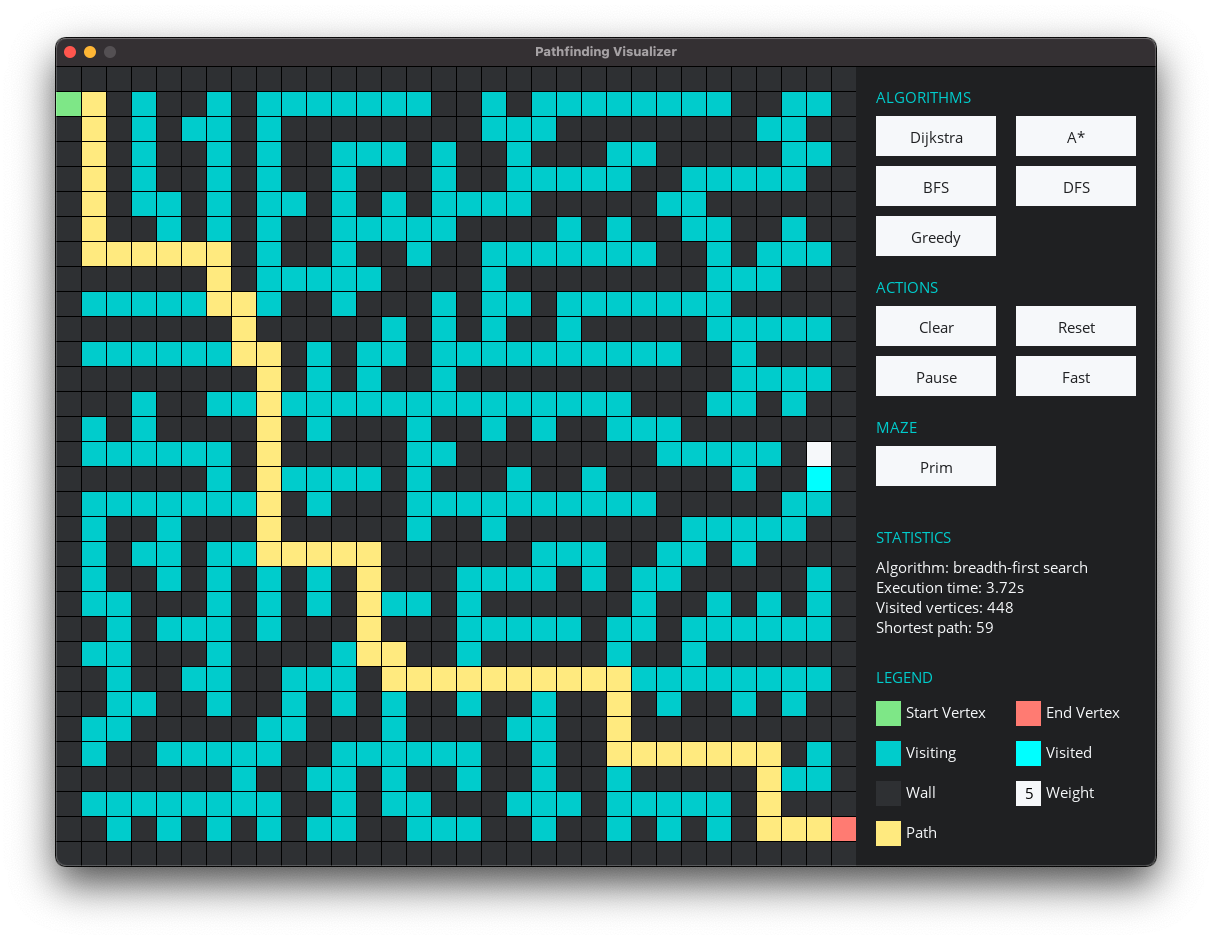 Pathfinding Visualizer
ALGORITHMS
Dijkstra A*
BFS DFS
Greedy
ACTIONS
Clear Reset
Pause Fast
MAZE
Prim
STATISTICS
Algorithm: breadth-first search
Execution time: 3.72s
Visited vertices: 448
Shortest path: 59
LEGEND
Start Vertex End Vertex
Visiting Visited
Wall 5 Weight
Path